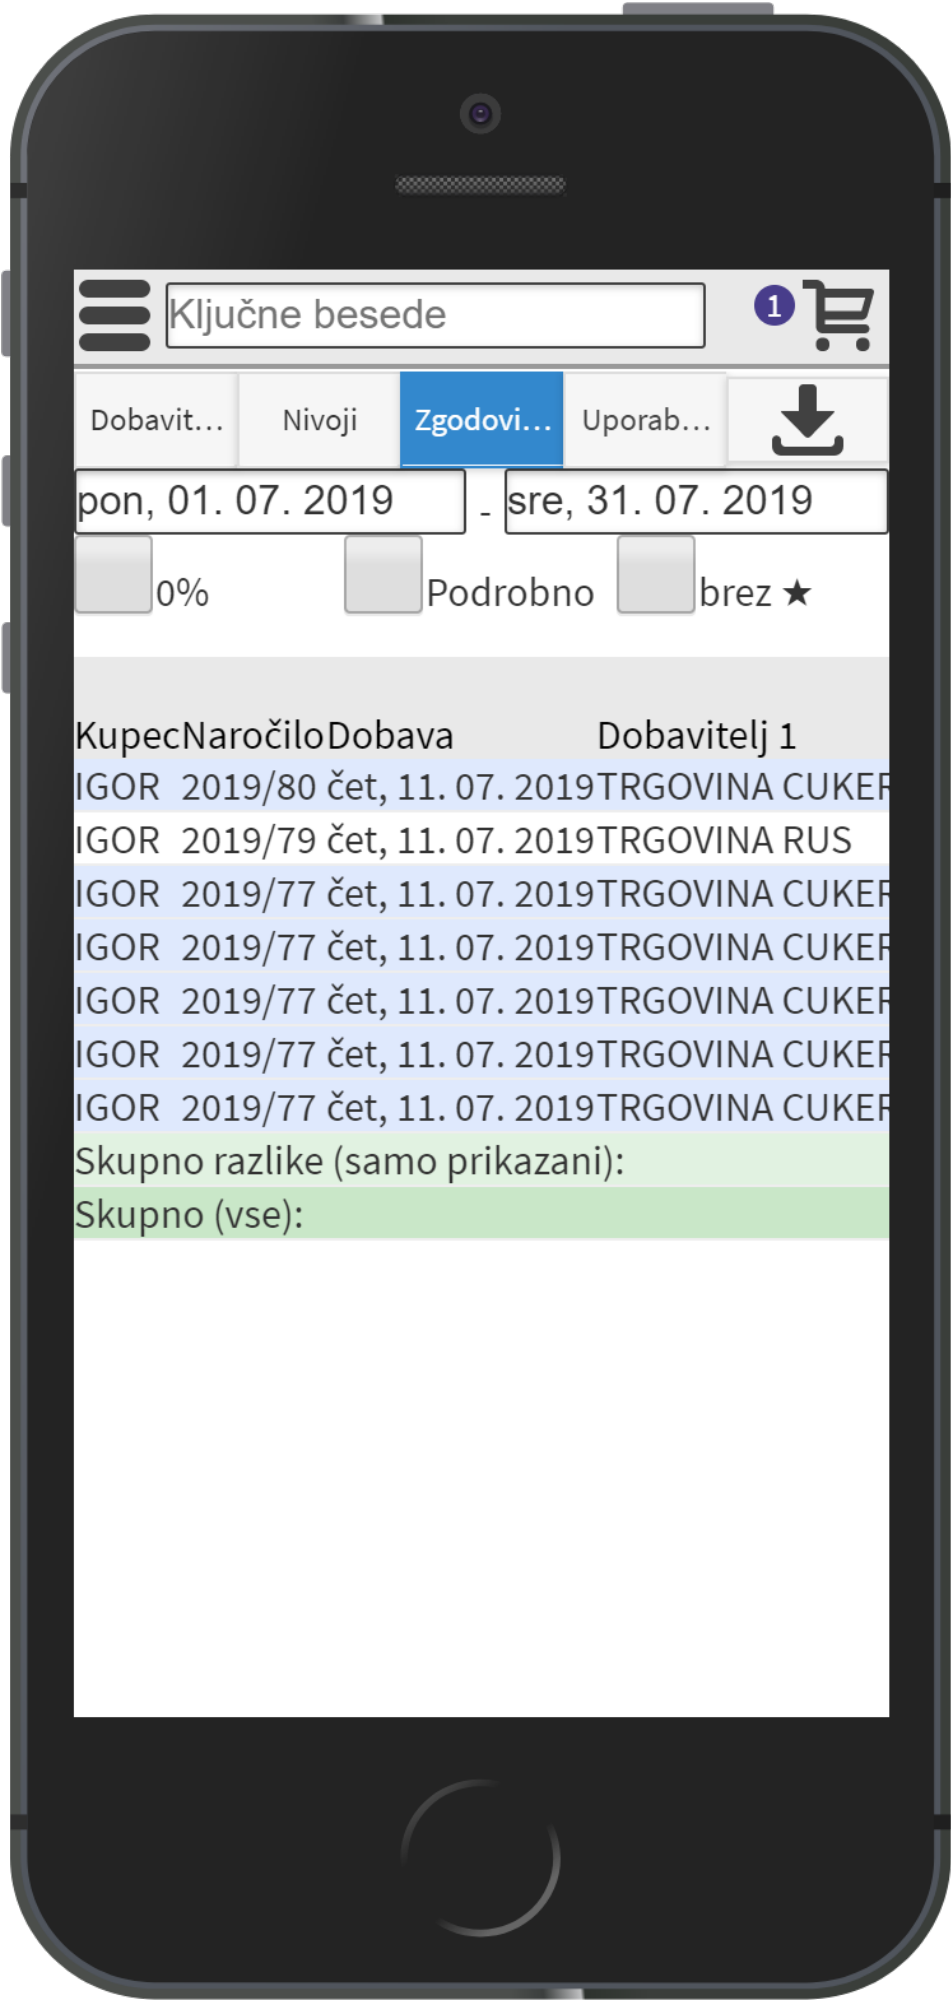 Ključne besede 1
Dobavit... Nivoji Zgodovi... Uporab...
pon, 01. 07. 2019 - sre, 31. 07. 2019
0% Podrobno brez ★
Kupec Naročilo Dobava Dobavitelj 1
IGOR 2019/80 čet, 11. 07. 2019 TRGOVINA CUKER
IGOR 2019/79 čet, 11. 07. 2019 TRGOVINA RUS
IGOR 2019/77 čet, 11. 07. 2019 TRGOVINA CUKER
IGOR 2019/77 čet, 11. 07. 2019 TRGOVINA CUKER
IGOR 2019/77 čet, 11. 07. 2019 TRGOVINA CUKER
IGOR 2019/77 čet, 11. 07. 2019 TRGOVINA CUKER
IGOR 2019/77 čet, 11. 07. 2019 TRGOVINA CUKER
Skupno razlike (samo prikazani):
Skupno (vse):